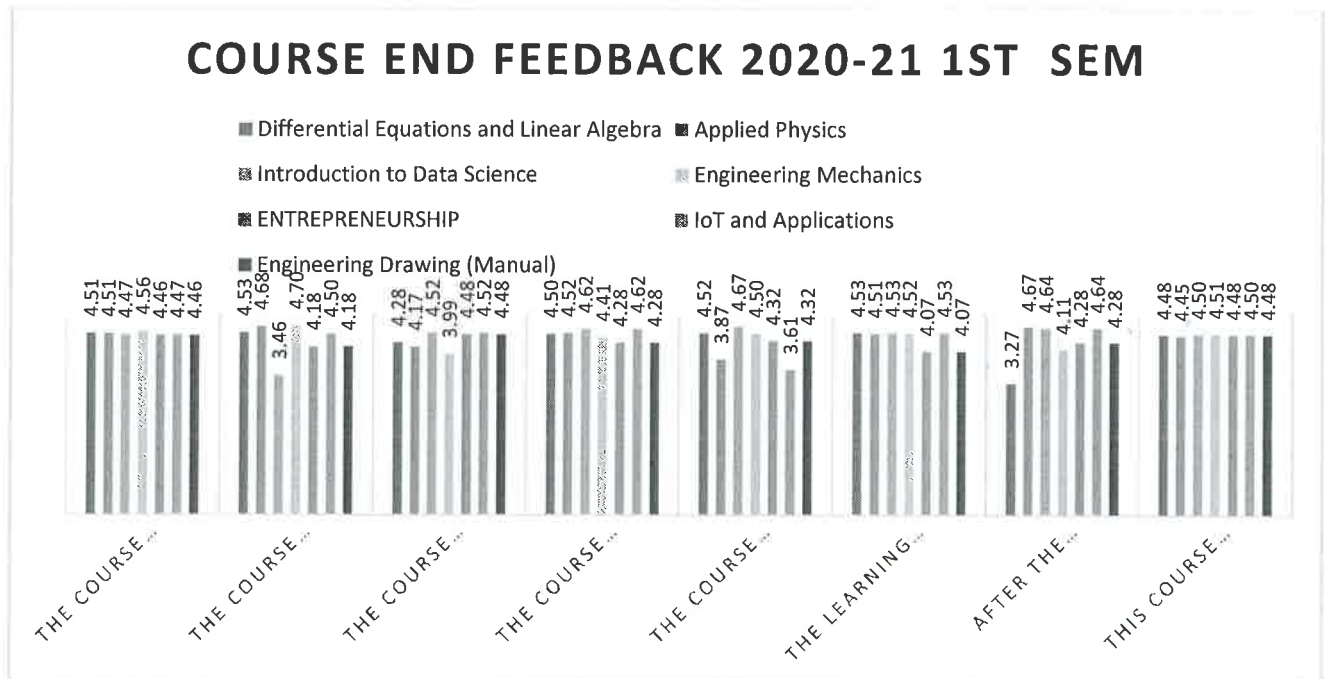 COURSE END FEEDBACK 2020-21 1ST SEM
Differential Equations and Linear Algebra Applied Physics
Introduction to Data Science Engineering Mechanics
ENTREPRENEURSHIP IoT and Applications
Engineering Drawing (Manual)
4.51 4.51 4.47 4.56 4.46 4.47 4.46
4.53 4.68 3.46 4.70 4.18 4.50 4.18
4.28 4.17 4.52 3.99 4.48 4.52 4.48
4.50 4.52 4.62 4.41 4.28 4.62 4.28
4.52 3.87 4.67 4.50 4.32 3.61 4.32
4.53 4.51 4.53 4.52 4.07 4.53 4.07
3.27 4.67 4.64 4.11 4.28 4.64 4.28
4.48 4.45 4.50 4.51 4.48 4.50 4.48
THE COURSE...
THE COURSE...
THE COURSE...
THE COURSE...
THE COURSE...
THE LEARNING...
AFTER THE...
THIS COURSE...